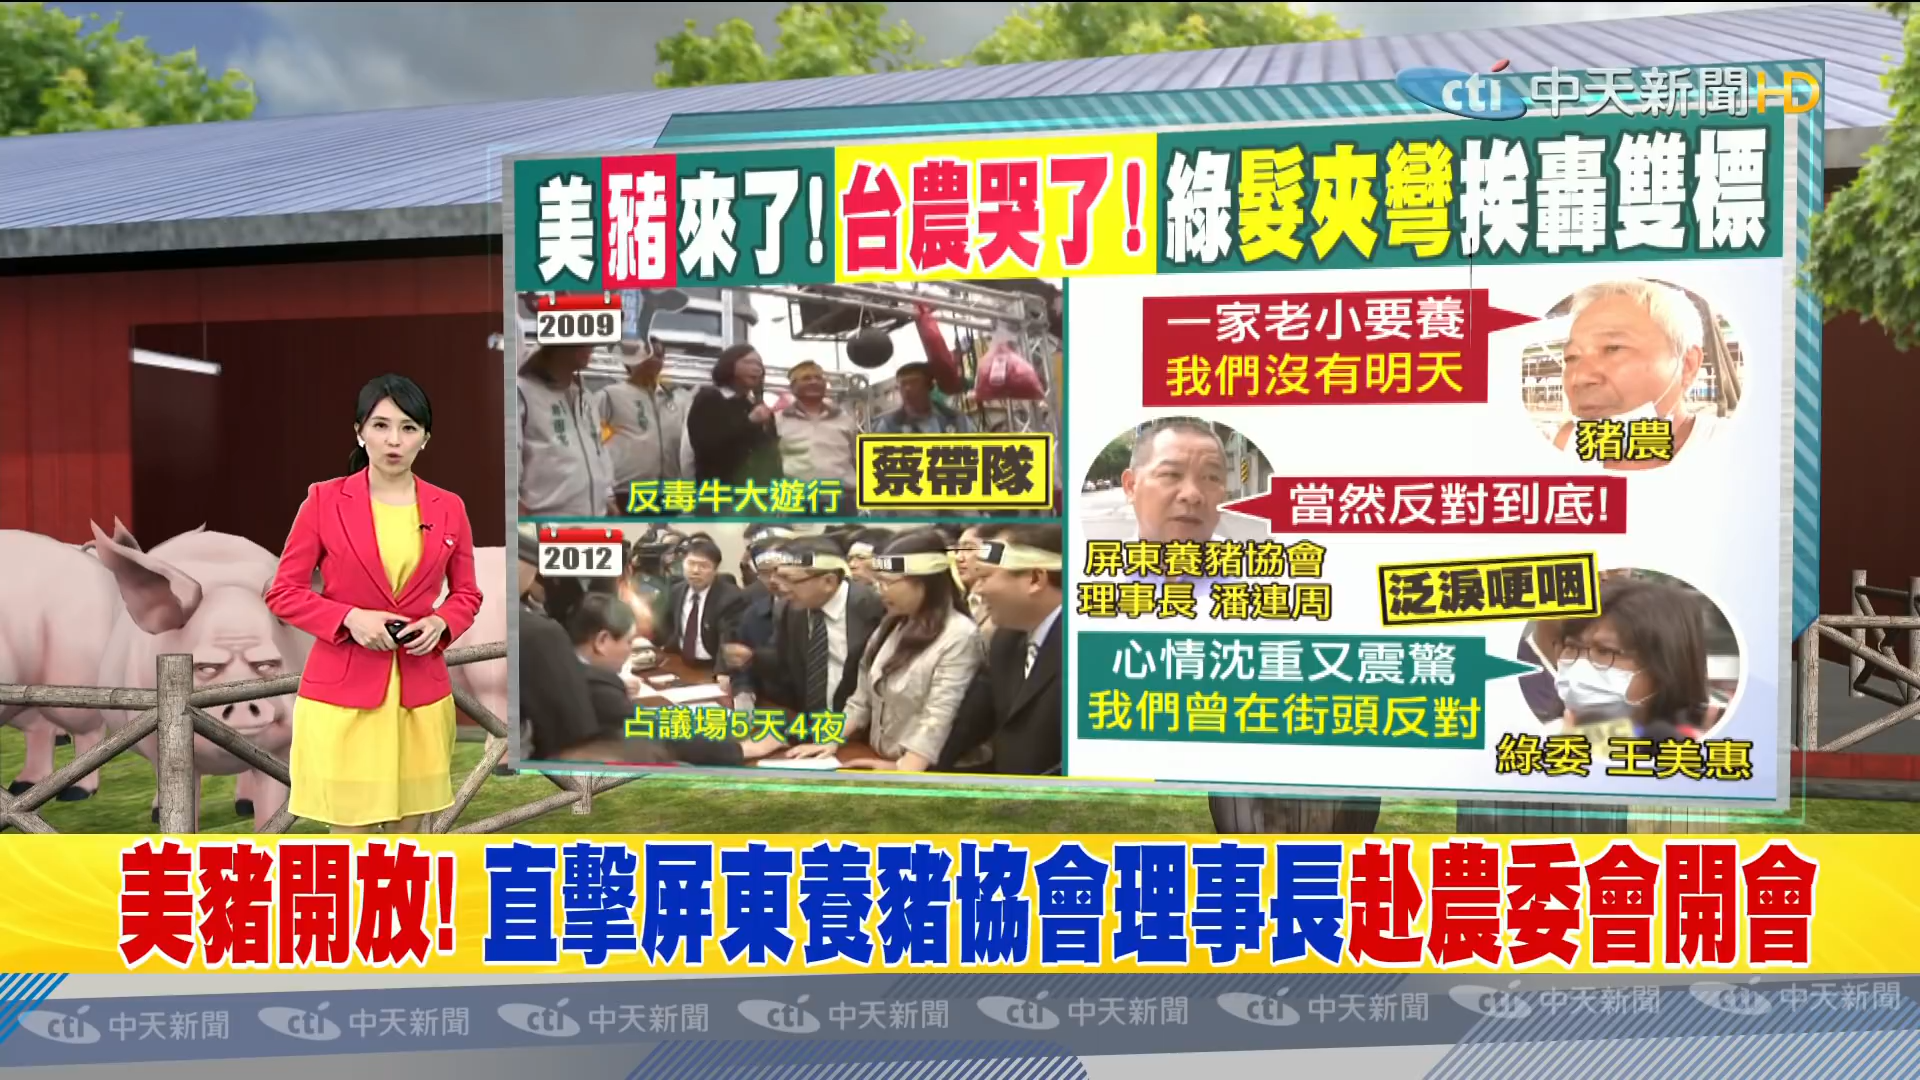 cti 中天新聞 HD
美豬來了!台農哭了!綠髮夾彎挨轟雙標
2009
蔡帶隊
反毒牛大遊行
2012
占議場5天4夜
一家老小要養
我們沒有明天
豬農
當然反對到底!
屏東養豬協會
理事長 潘連周
泛淚哽咽
心情沈重又震驚
我們曾在街頭反對
綠委 王美惠
美豬開放!直擊屏東養豬協會理事長赴農委會開會
cti 中天新聞 cti 中天新聞 cti 中天新聞 cti 中天新聞 cti 中天新聞 cti 中天新聞 cti 中天新聞 cti 中天新聞